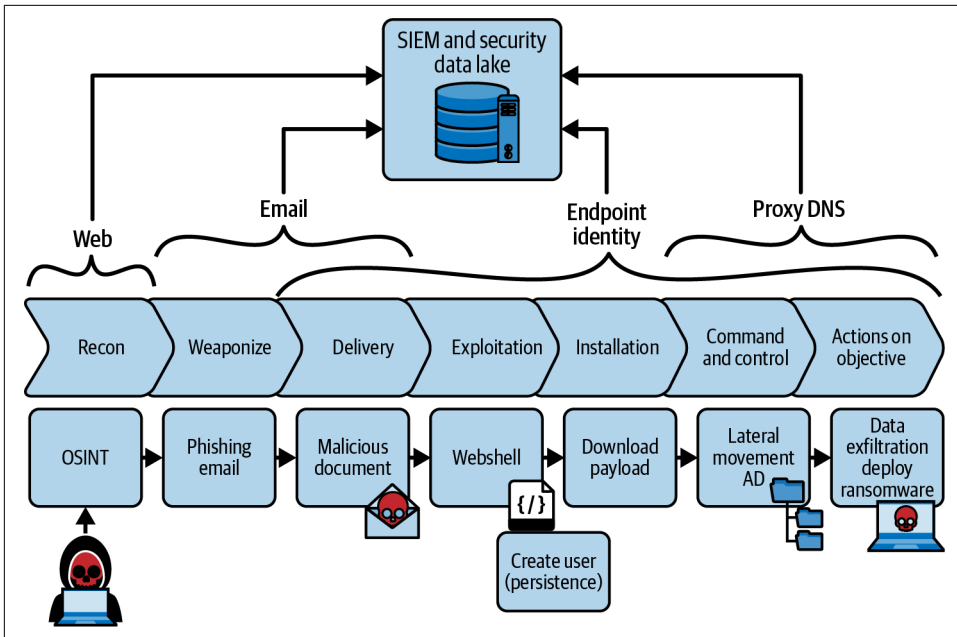 SIEM and security
data lake
Email
Endpoint
identity
Proxy DNS
Web
Recon
Weaponize
Delivery
Exploitation
Installation
Command
and control
Actions on
objective
OSINT
Phishing
email
Malicious
document
Webshell
{/}
Download
payload
Lateral
movement
AD
Data
exfiltration
deploy
ransomware
Create user
(persistence)